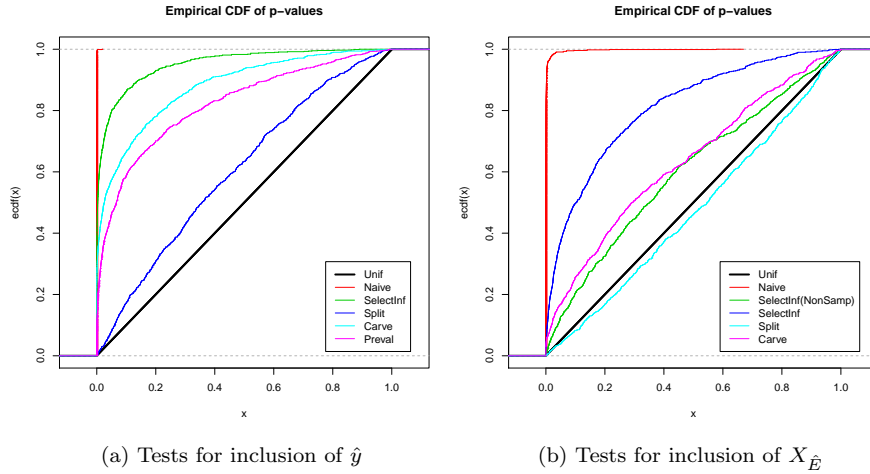 Empirical CDF of p−values
ecdf(x)
1.0
0.8
0.6
0.4
0.2
0.0
Unif
Naive
SelectInf
Split
Carve
Preval
0.0 0.2 0.4 0.6 0.8 1.0
x
(a) Tests for inclusion of ŷ
Empirical CDF of p−values
ecdf(x)
1.0
0.8
0.6
0.4
0.2
0.0
Unif
Naive
SelectInf(NonSamp)
SelectInf
Split
Carve
0.0 0.2 0.4 0.6 0.8 1.0
x
(b) Tests for inclusion of X_Ê